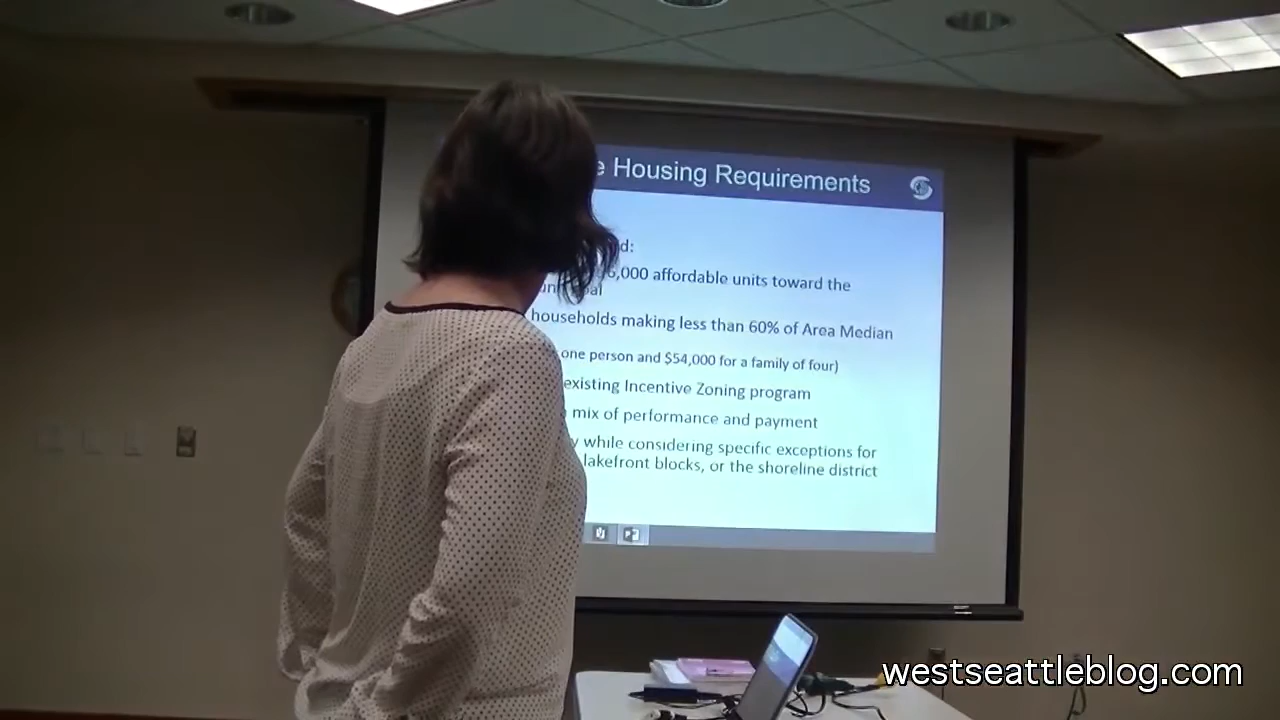 Housing Requirements
6,000 affordable units toward the
households making less than 60% of Area Median
one person and $54,000 for a family of four)
existing Incentive Zoning program
mix of performance and payment
while considering specific exceptions for
lakefront blocks, or the shoreline district
westseattleblog.com